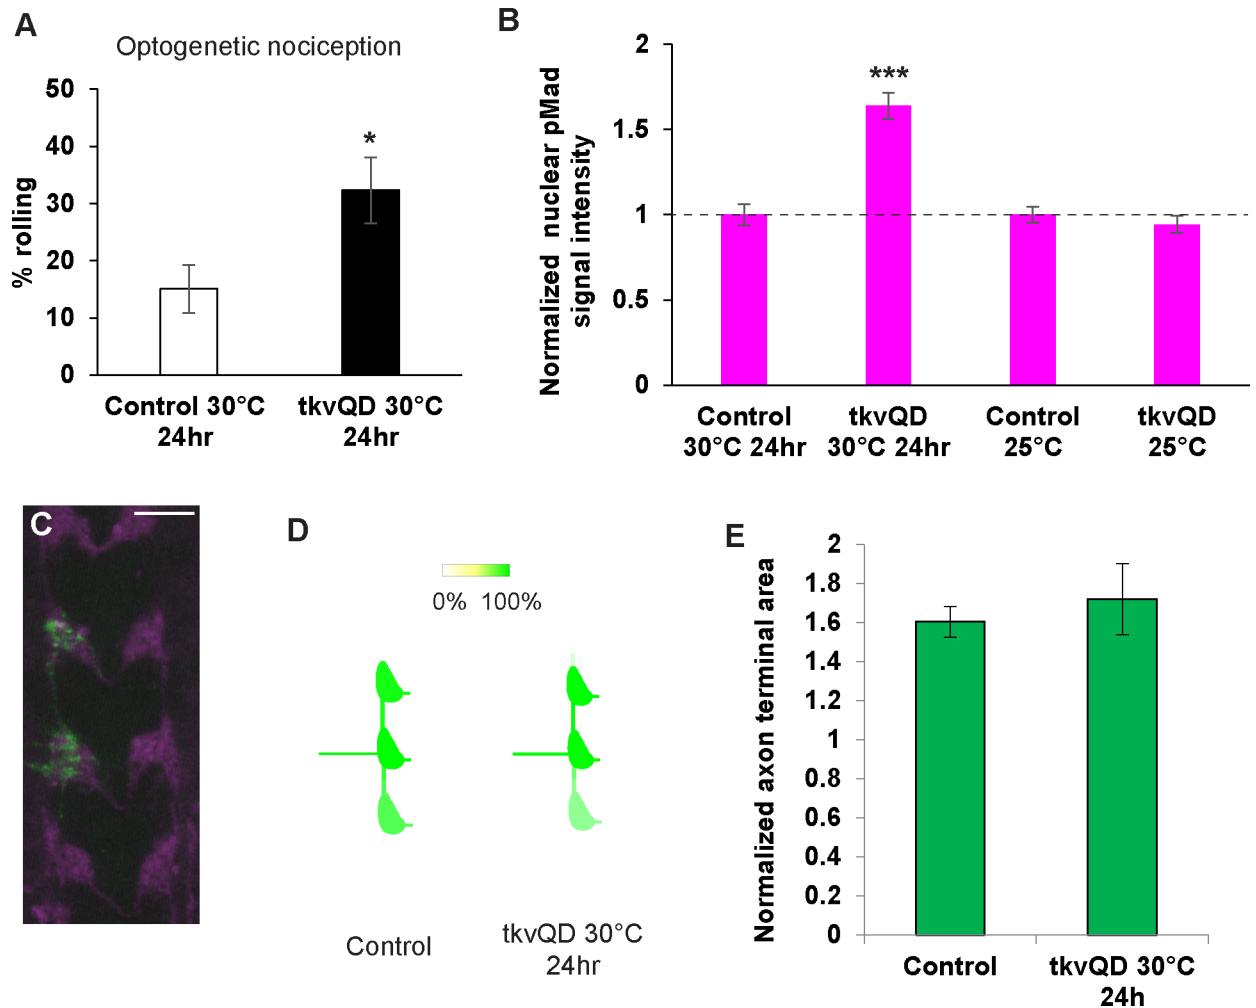 A
Optogenetic nociception
50
40
30
20
10
0
% rolling
*
Control 30°C
24hr
tkvQD 30°C
24hr
B
Normalized nuclear pMad
signal intensity
2
1.5
1
0.5
0
***
Control
30°C 24hr
tkvQD
30°C 24hr
Control
25°C
tkvQD
25°C
C
D
0% 100%
Control
tkvQD 30°C
24hr
E
Normalized axon terminal area
2
1.8
1.6
1.4
1.2
1
0.8
0.6
0.4
0.2
0
Control
tkvQD 30°C
24h